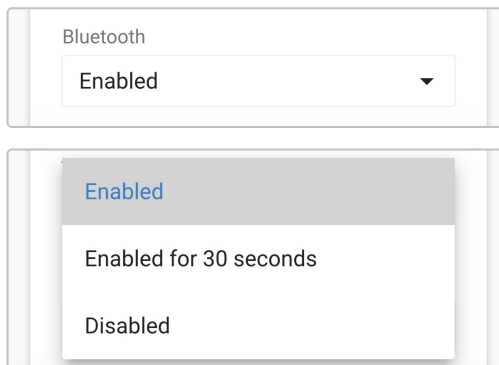 Bluetooth
Enabled
Enabled
Enabled for 30 seconds
Disabled